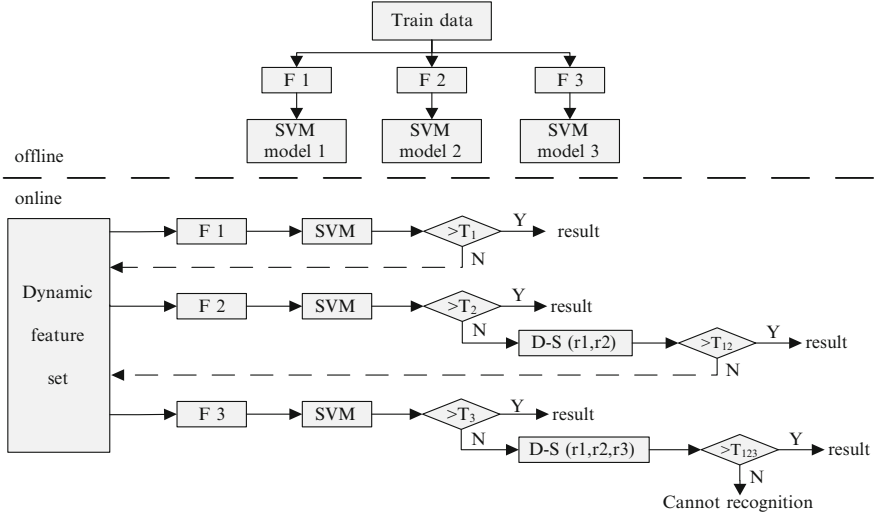 Train data
F 1
F 2
F 3
SVM
model 1
SVM
model 2
SVM
model 3
offline
online
Dynamic
feature
set
F 1
SVM
>T1
Y
result
N
F 2
SVM
>T2
Y
result
N
D-S (r1,r2)
>T12
Y
result
N
F 3
SVM
>T3
Y
result
N
D-S (r1,r2,r3)
>T123
Y
result
N
Cannot recognition